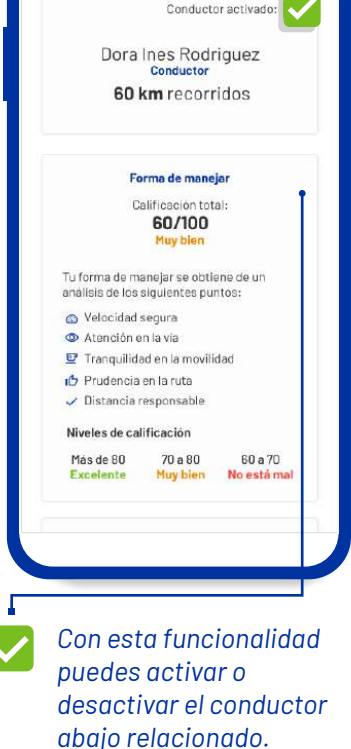 Conductor activado:
Dora Ines Rodriguez
Conductor
60 km recorridos
Forma de manejar
Calificación total:
60/100
Muy bien
Tu forma de manejar se obtiene de un
análisis de los siguientes puntos:
Velocidad segura
Atención en la vía
Tranquilidad en la movilidad
Prudencia en la ruta
Distancia responsable
Niveles de calificación
Más de 80 70 a 80 60 a 70
Excelente Muy bien No está mal
Con esta funcionalidad
puedes activar o
desactivar el conductor
abajo relacionado.